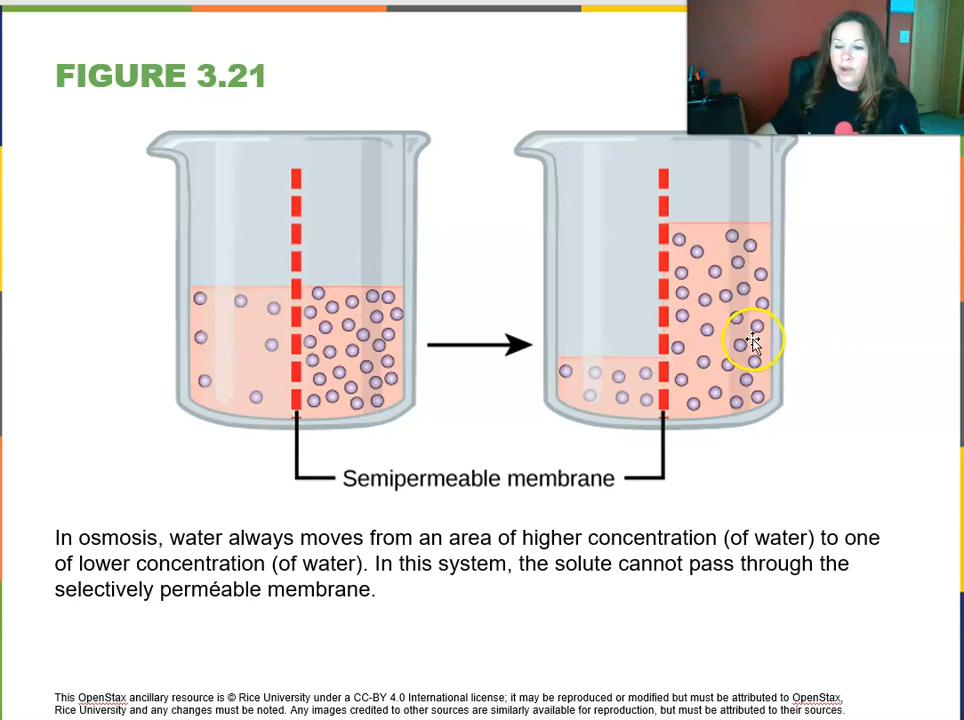 FIGURE 3.21
Semipermeable membrane
In osmosis, water always moves from an area of higher concentration (of water) to one
of lower concentration (of water). In this system, the solute cannot pass through the
selectively perméable membrane.
This OpenStax ancillary resource is © Rice University under a CC-BY 4.0 International license; it may be reproduced or modified but must be attributed to OpenStax,
Rice University and any changes must be noted. Any images credited to other sources are similarly available for reproduction, but must be attributed to their sources.